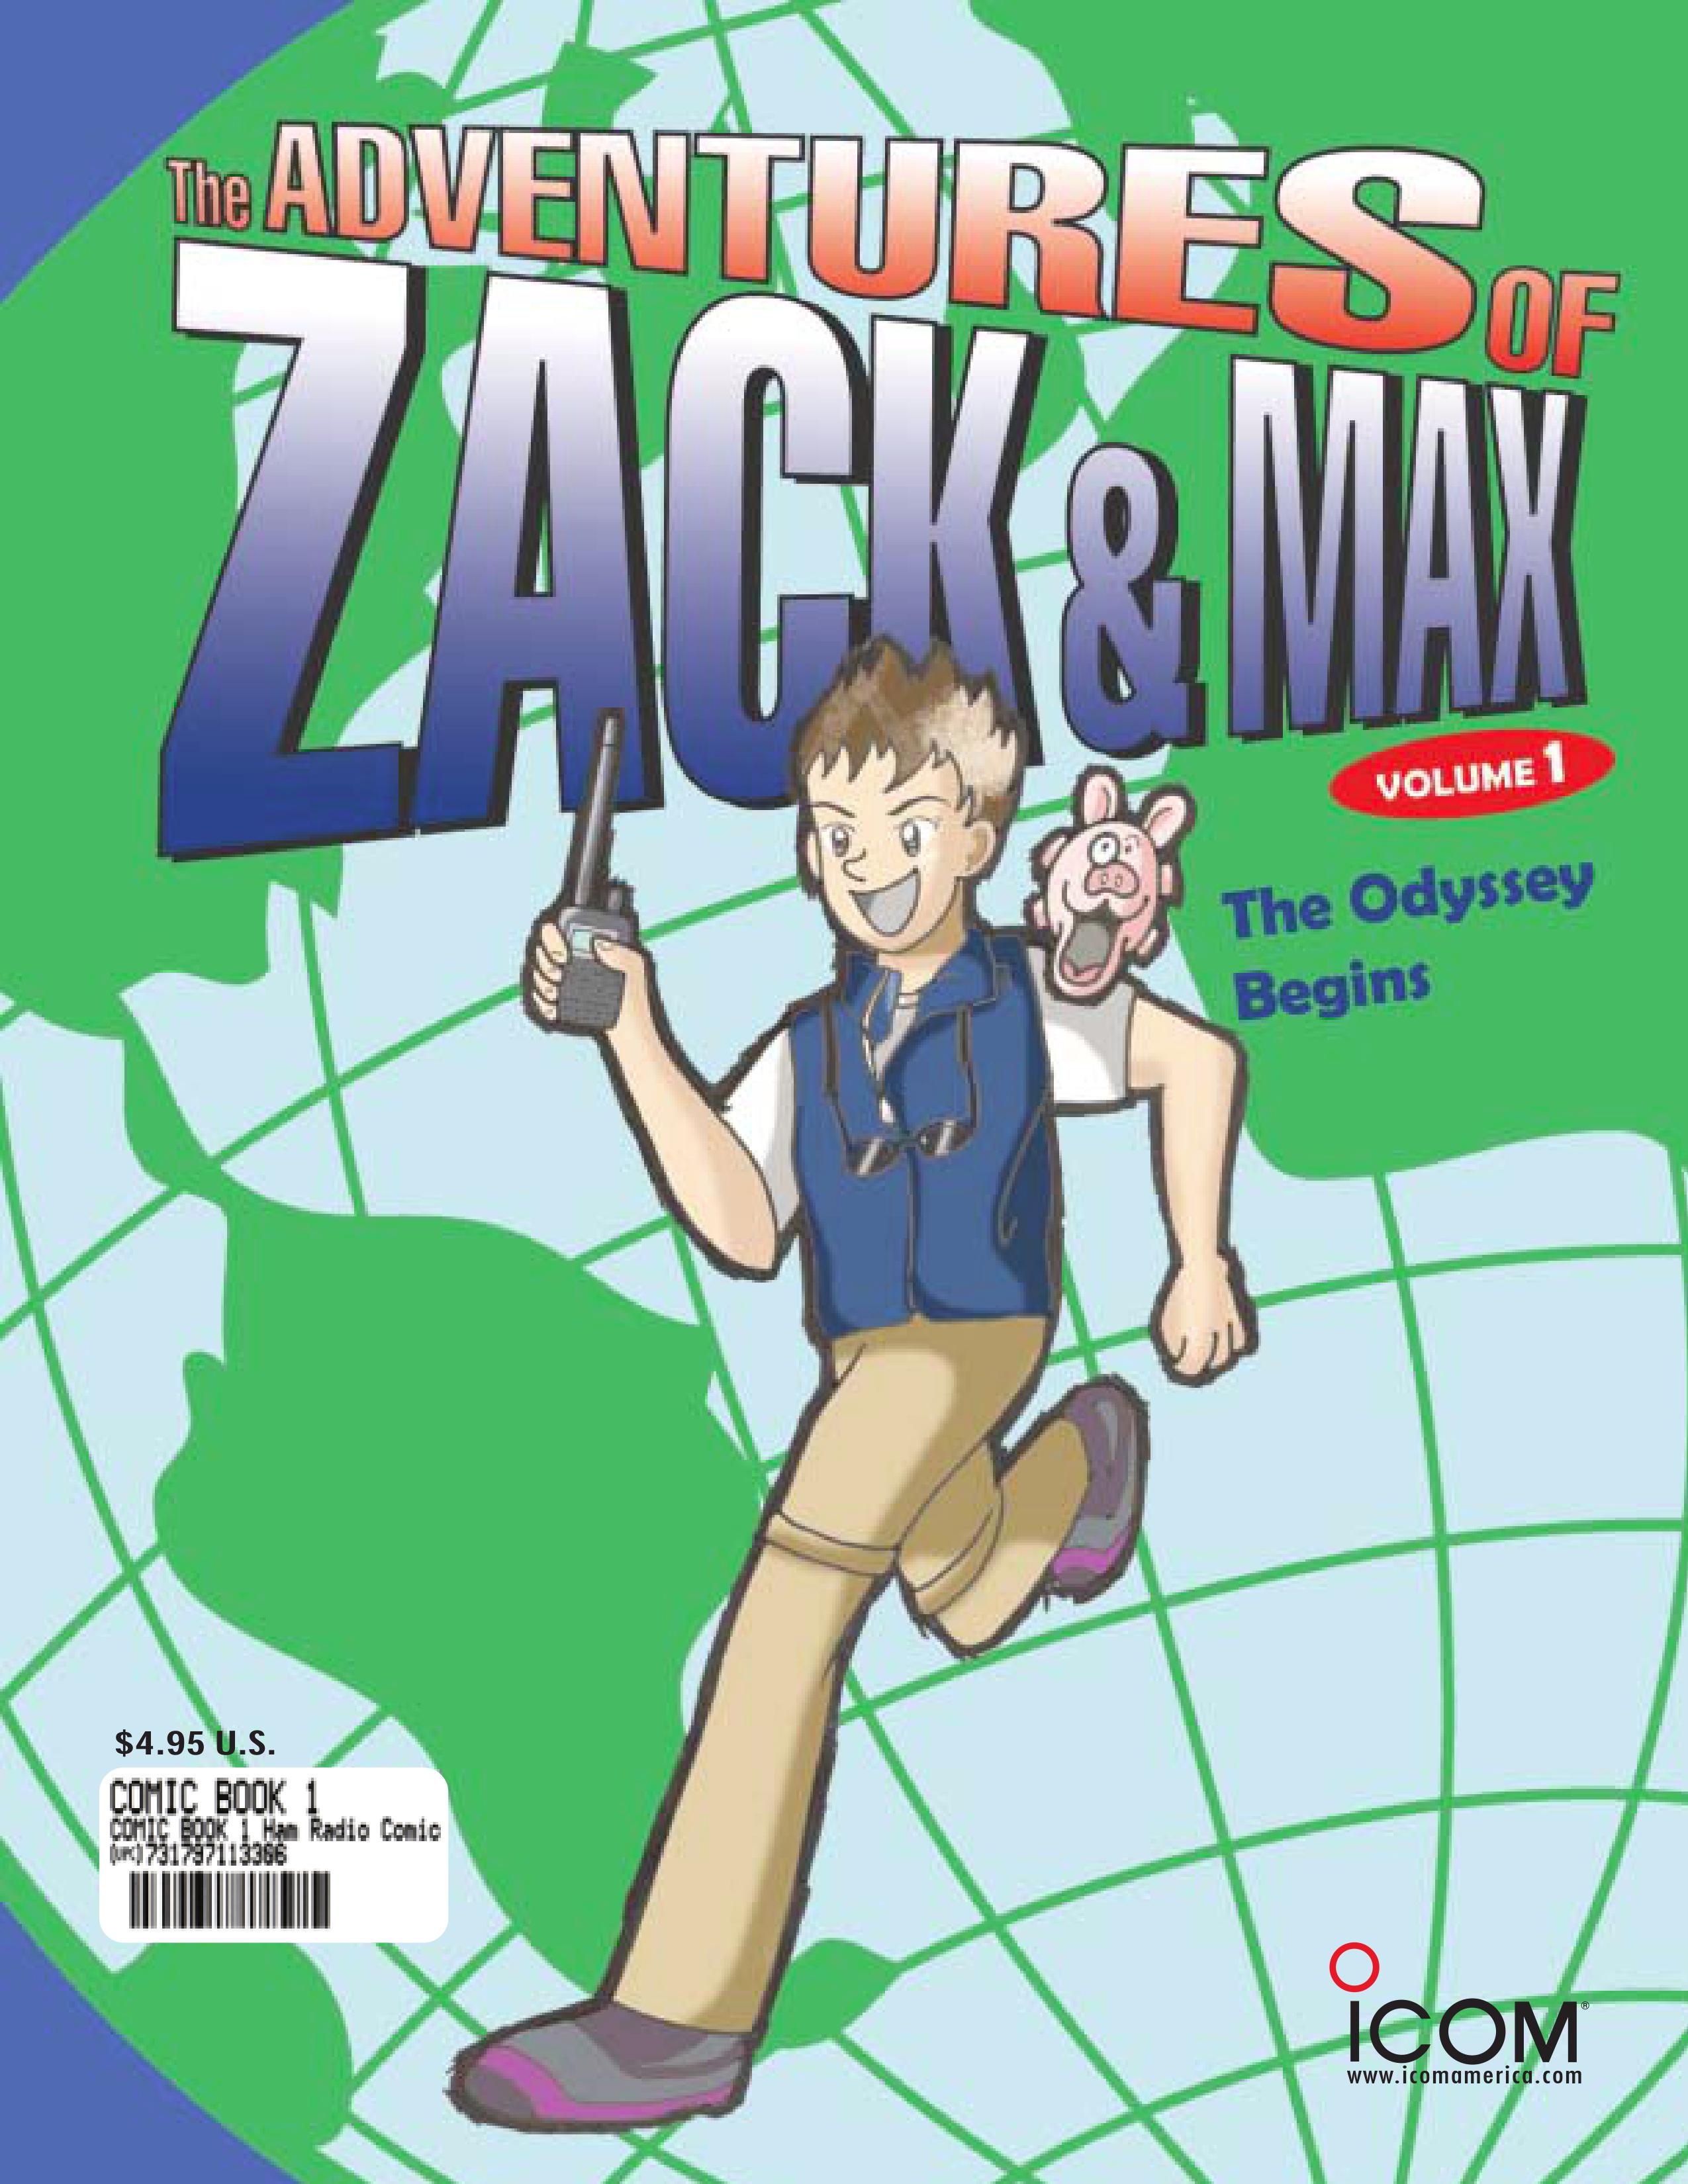 The ADVENTURES OF
ZACK & MAX
VOLUME 1
The Odyssey
Begins
$4.95 U.S.
COMIC BOOK 1
COMIC BOOK 1 Ham Radio Comic
(UPC)731797113366
ICOM®
www.icomamerica.com